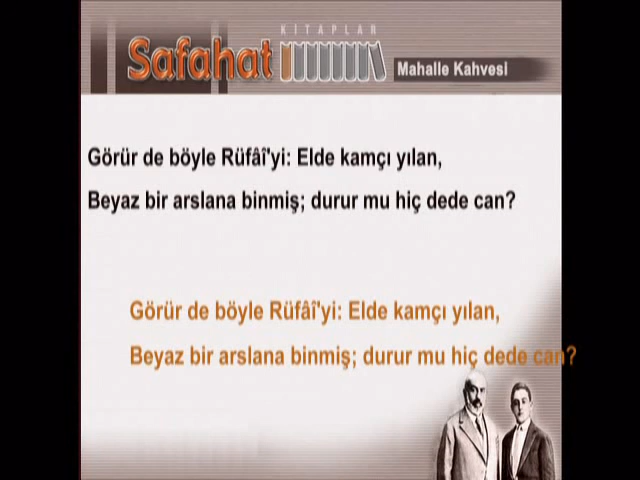 KİTAPLAR
Safahat
Mahalle Kahvesi
Görür de böyle Rüfâî'yi: Elde kamçı yılan,
Beyaz bir arslana binmiş; durur mu hiç dede can?
Görür de böyle Rüfâî'yi: Elde kamçı yılan,
Beyaz bir arslana binmiş; durur mu hiç dede can?